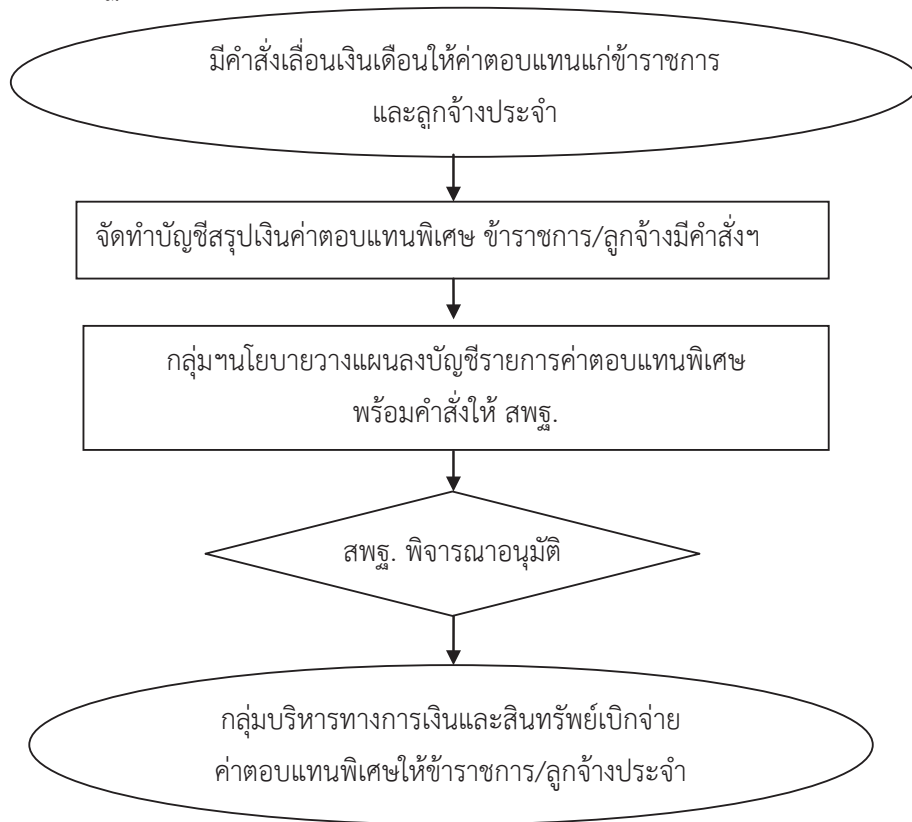 มีคำสั่งเลื่อนเงินเดือนให้ค่าตอบแทนแก่ข้าราชการ
และลูกจ้างประจำ
จัดทำบัญชีสรุปเงินค่าตอบแทนพิเศษ ข้าราชการ/ลูกจ้างมีคำสั่งฯ
กลุ่มฯนโยบายวางแผนลงบัญชีรายการค่าตอบแทนพิเศษ
พร้อมคำสั่งให้ สพฐ.
สพฐ. พิจารณาอนุมัติ
กลุ่มบริหารทางการเงินและสินทรัพย์เบิกจ่าย
ค่าตอบแทนพิเศษให้ข้าราชการ/ลูกจ้างประจำ